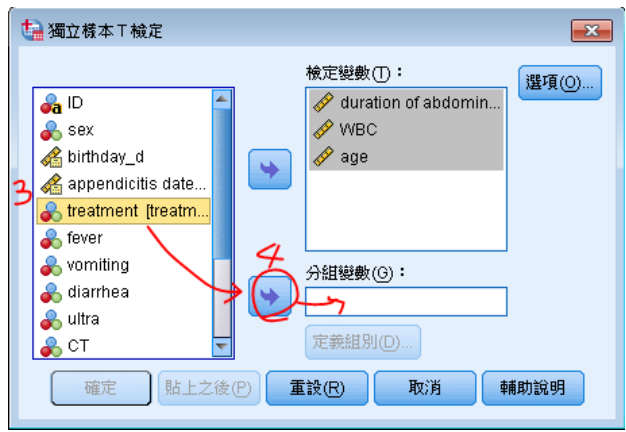 獨立樣本 T 檢定
ID
sex
birthday_d
appendicitis date...
3
treatment [treatm...
fever
vomiting
diarrhea
ultra
CT
檢定變數(T)：
duration of abdomin...
WBC
age
選項(O)...
4
分組變數(G)：
定義組別(D)...
確定
貼上之後(P)
重設(R)
取消
輔助說明